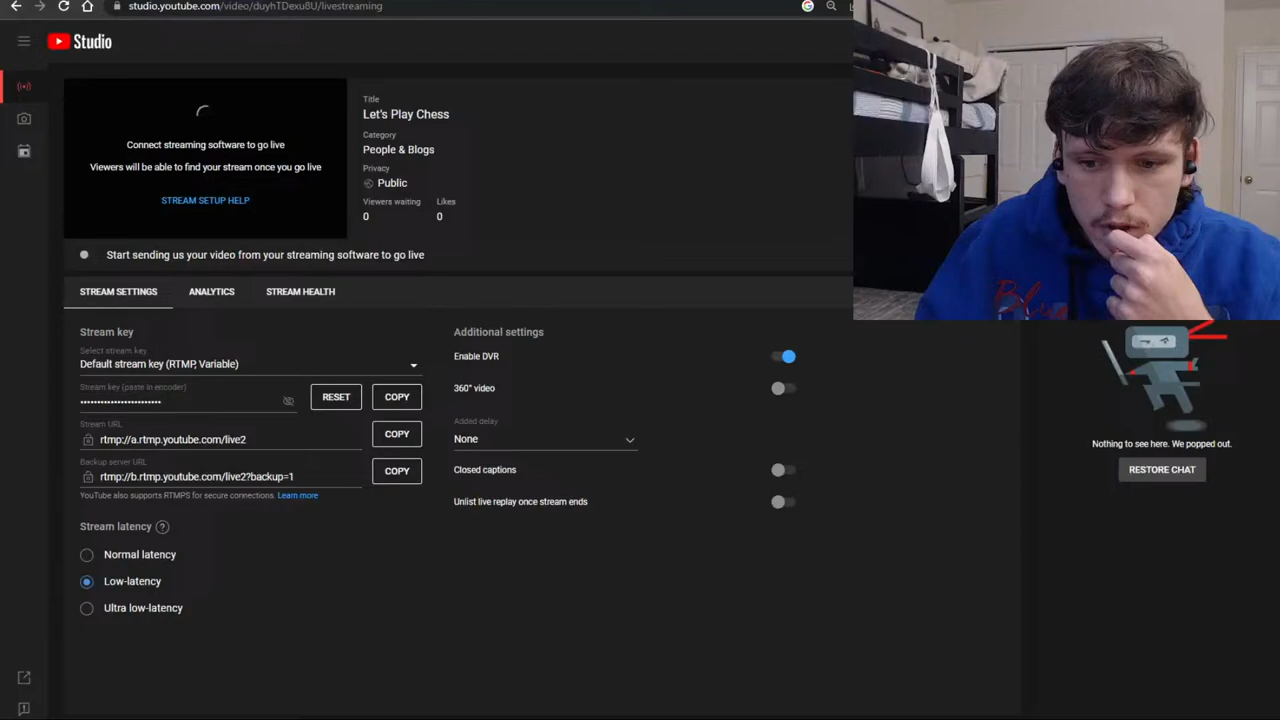 studio.youtube.com/video/duyhTDexu8U/livestreaming
Studio
Connect streaming software to go live
Viewers will be able to find your stream once you go live
STREAM SETUP HELP
Title
Let's Play Chess
Category
People & Blogs
Privacy
Public
Viewers waiting
Likes
0
0
Start sending us your video from your streaming software to go live
STREAM SETTINGS
ANALYTICS
STREAM HEALTH
Stream key
Select stream key
Default stream key (RTMP, Variable)
Stream key (paste in encoder)
••••••••••••••••••••••••
RESET
COPY
Stream URL
rtmp://a.rtmp.youtube.com/live2
COPY
Backup server URL
rtmp://b.rtmp.youtube.com/live2?backup=1
COPY
YouTube also supports RTMPS for secure connections. Learn more
Stream latency ?
Normal latency
Low-latency
Ultra low-latency
Additional settings
Enable DVR
360° video
Added delay
None
Closed captions
Unlist live replay once stream ends
Blue
Nothing to see here. We popped out.
RESTORE CHAT